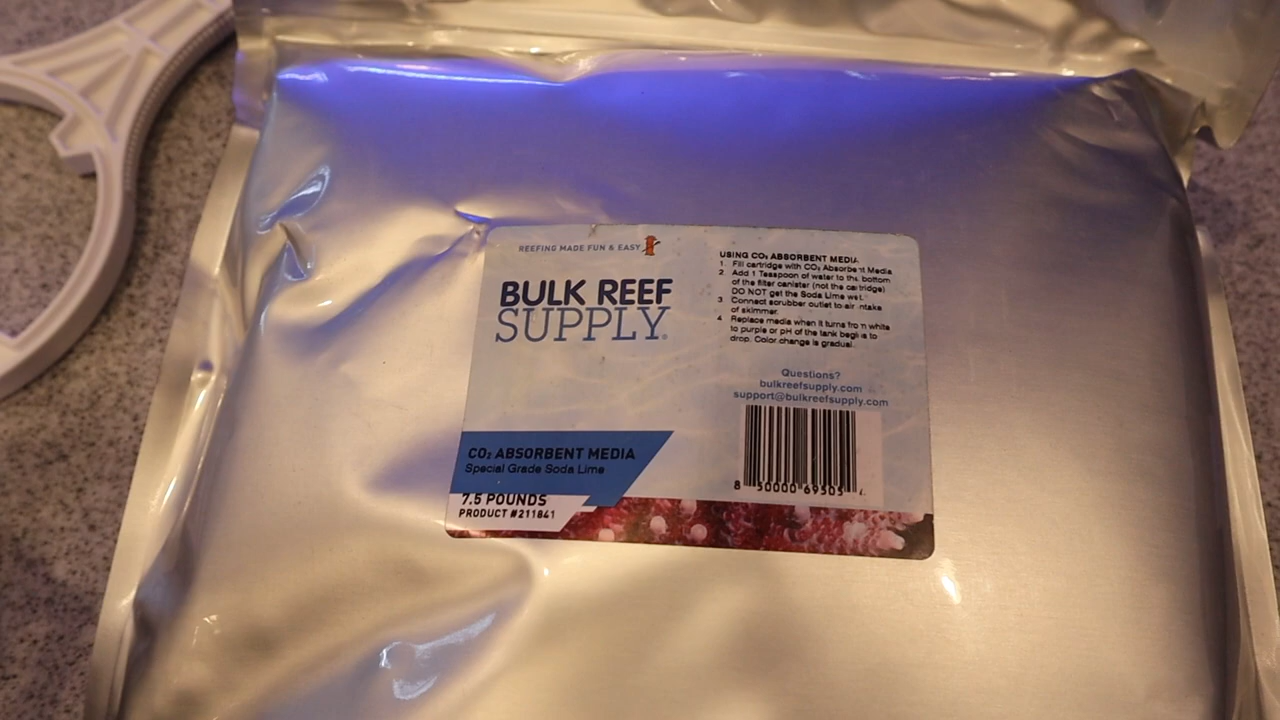 REEFING MADE FUN & EASY
BULK REEF
SUPPLY
CO₂ ABSORBENT MEDIA
Special Grade Soda Lime
7.5 POUNDS
PRODUCT #211841
USING CO₂ ABSORBENT MEDIA
1. Fill cartridge with CO₂ Absorbent Media
2. Add 1 Teaspoon of water to the bottom
of the filter canister (not the cartridge)
DO NOT get the Soda Lime wet.
3. Connect scrubber outlet to air intake
of skimmer.
4. Replace media when it turns from white
to purple or pH of the tank begins to
drop. Color change is gradual.
Questions?
bulkreefsupply.com
support@bulkreefsupply.com
8 50000 69505